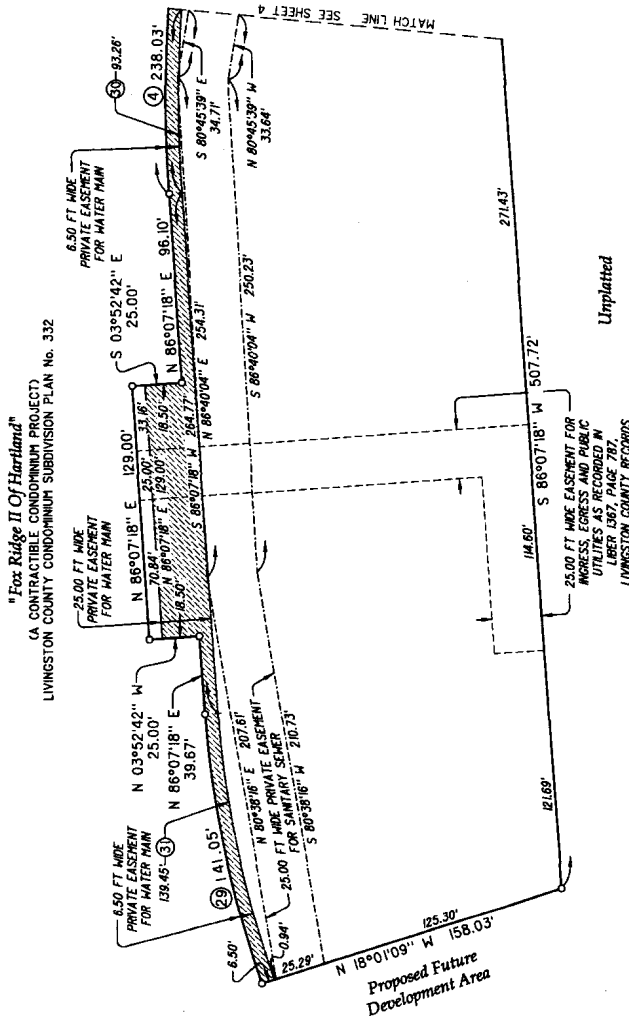 "Fox Ridge II Of Hartland"
(A CONTRACTIBLE CONDOMINIUM PROJECT)
LIVINGSTON COUNTY CONDOMINIUM SUBDIVISION PLAN No. 332
6.50 FT WIDE
PRIVATE EASEMENT
FOR WATER MAIN
139.45' 31
29 141.05'
6.50'
0.94'
25.29'
N 03°52'42" W
25.00'
N 86°07'18" E
39.67'
25.00 FT WIDE
PRIVATE EASEMENT
FOR WATER MAIN
N 86°07'18" E 129.00'
70.84'
25.00'
33.16'
N 86°07'18" E 129.00'
18.50'
18.50'
S 03°52'42" E
25.00'
N 86°07'18" E 96.10'
6.50 FT WIDE
PRIVATE EASEMENT
FOR WATER MAIN
30 93.26'
4 238.03'
MATCH LINE SEE SHEET 4
S 80°45'39" E
34.71'
N 80°45'39" W
33.64'
S 86°07'18" W 264.77'
N 86°40'04" E 254.31'
S 86°40'04" W 250.23'
N 80°38'16" E 207.61'
25.00 FT WIDE PRIVATE EASEMENT
FOR SANITARY SEWER
S 80°38'16" W 210.73'
125.30'
N 18°01'09" W 158.03'
Proposed Future
Development Area
121.69'
114.60'
271.43'
S 86°07'18" W 507.72'
25.00 FT WIDE EASEMENT FOR
INGRESS, EGRESS AND PUBLIC
UTILITIES AS RECORDED IN
LIBER 1367, PAGE 787,
LIVINGSTON COUNTY RECORDS
Unplatted